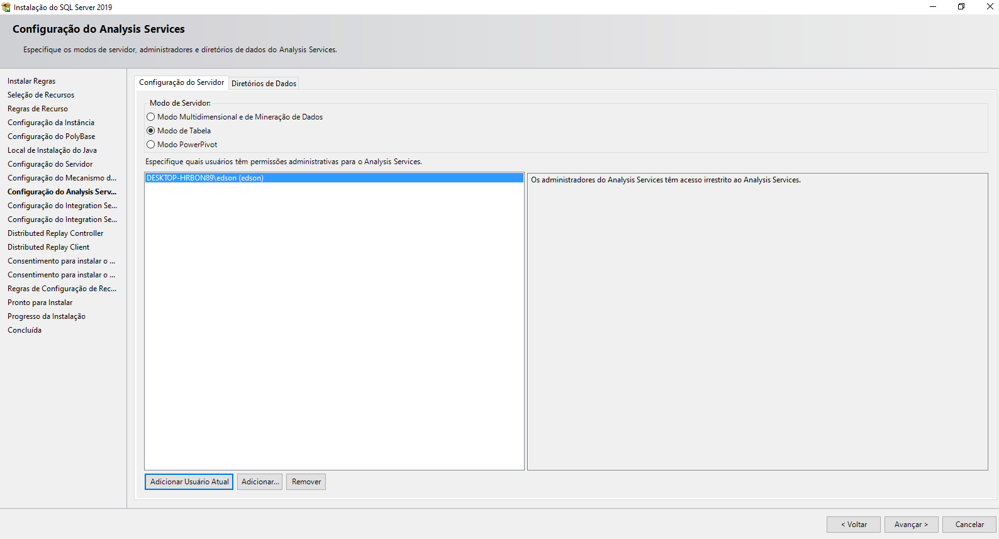 Instalação do SQL Server 2019
Configuração do Analysis Services
Especifique os modos de servidor, administradores e diretórios de dados do Analysis Services.
Instalar Regras
Seleção de Recursos
Regras de Recurso
Configuração da Instância
Configuração do PolyBase
Local de Instalação do Java
Configuração do Servidor
Configuração do Mecanismo d...
Configuração do Analysis Serv...
Configuração do Integration Se...
Configuração do Integration Se...
Distributed Replay Controller
Distributed Replay Client
Consentimento para instalar o ...
Consentimento para instalar o ...
Regras de Configuração de Rec...
Pronto para Instalar
Progresso da Instalação
Concluída
Configuração do Servidor
Diretórios de Dados
Modo de Servidor:
Modo Multidimensional e de Mineração de Dados
Modo de Tabela
Modo PowerPivot
Especifique quais usuários têm permissões administrativas para o Analysis Services.
DESKTOP-HRBON89\edson (edson)
Os administradores do Analysis Services têm acesso irrestrito ao Analysis Services.
Adicionar Usuário Atual
Adicionar...
Remover
< Voltar
Avançar >
Cancelar